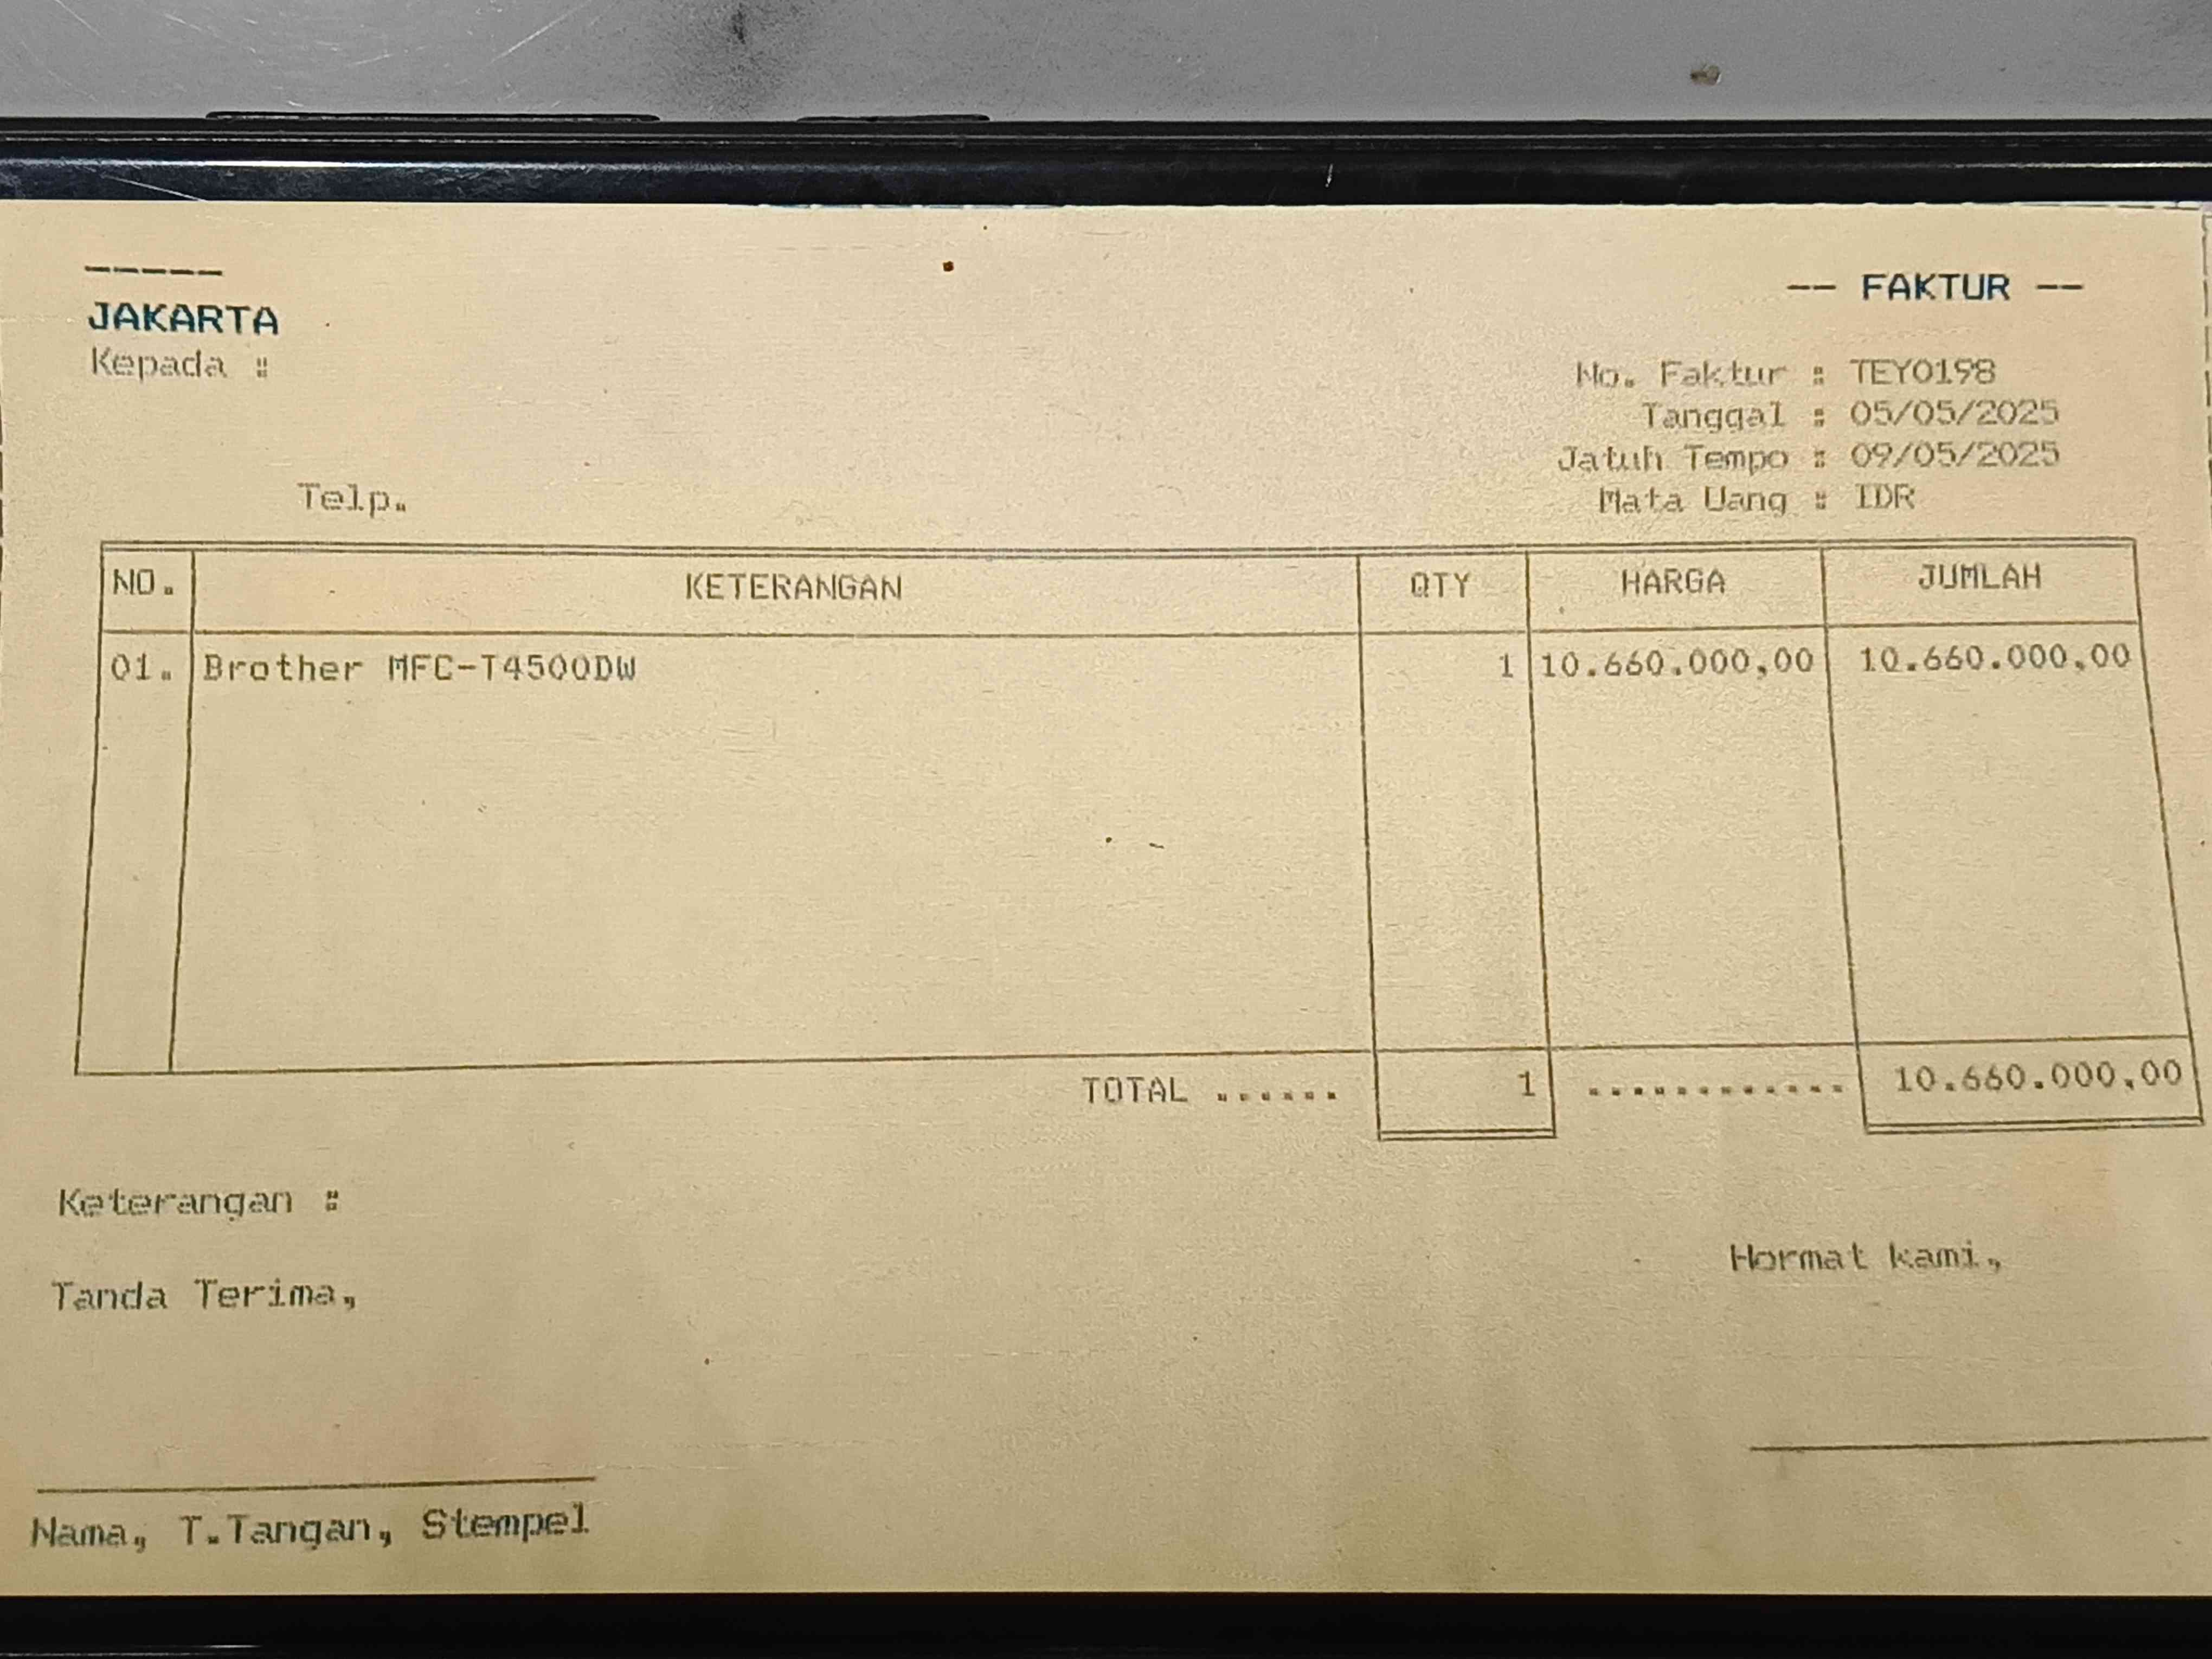 -----
JAKARTA
Kepada :
Telp.
-- FAKTUR --
No. Faktur : TEY0198
Tanggal : 05/05/2025
Jatuh Tempo : 09/05/2025
Mata Uang : IDR
NO. KETERANGAN QTY HARGA JUMLAH
01. Brother MFC-T4500DW 1 10.660.000,00 10.660.000,00
TOTAL ...... 1 ............ 10.660.000,00
Keterangan :
Tanda Terima,
Hormat kami,
Nama, T.Tangan, Stempel